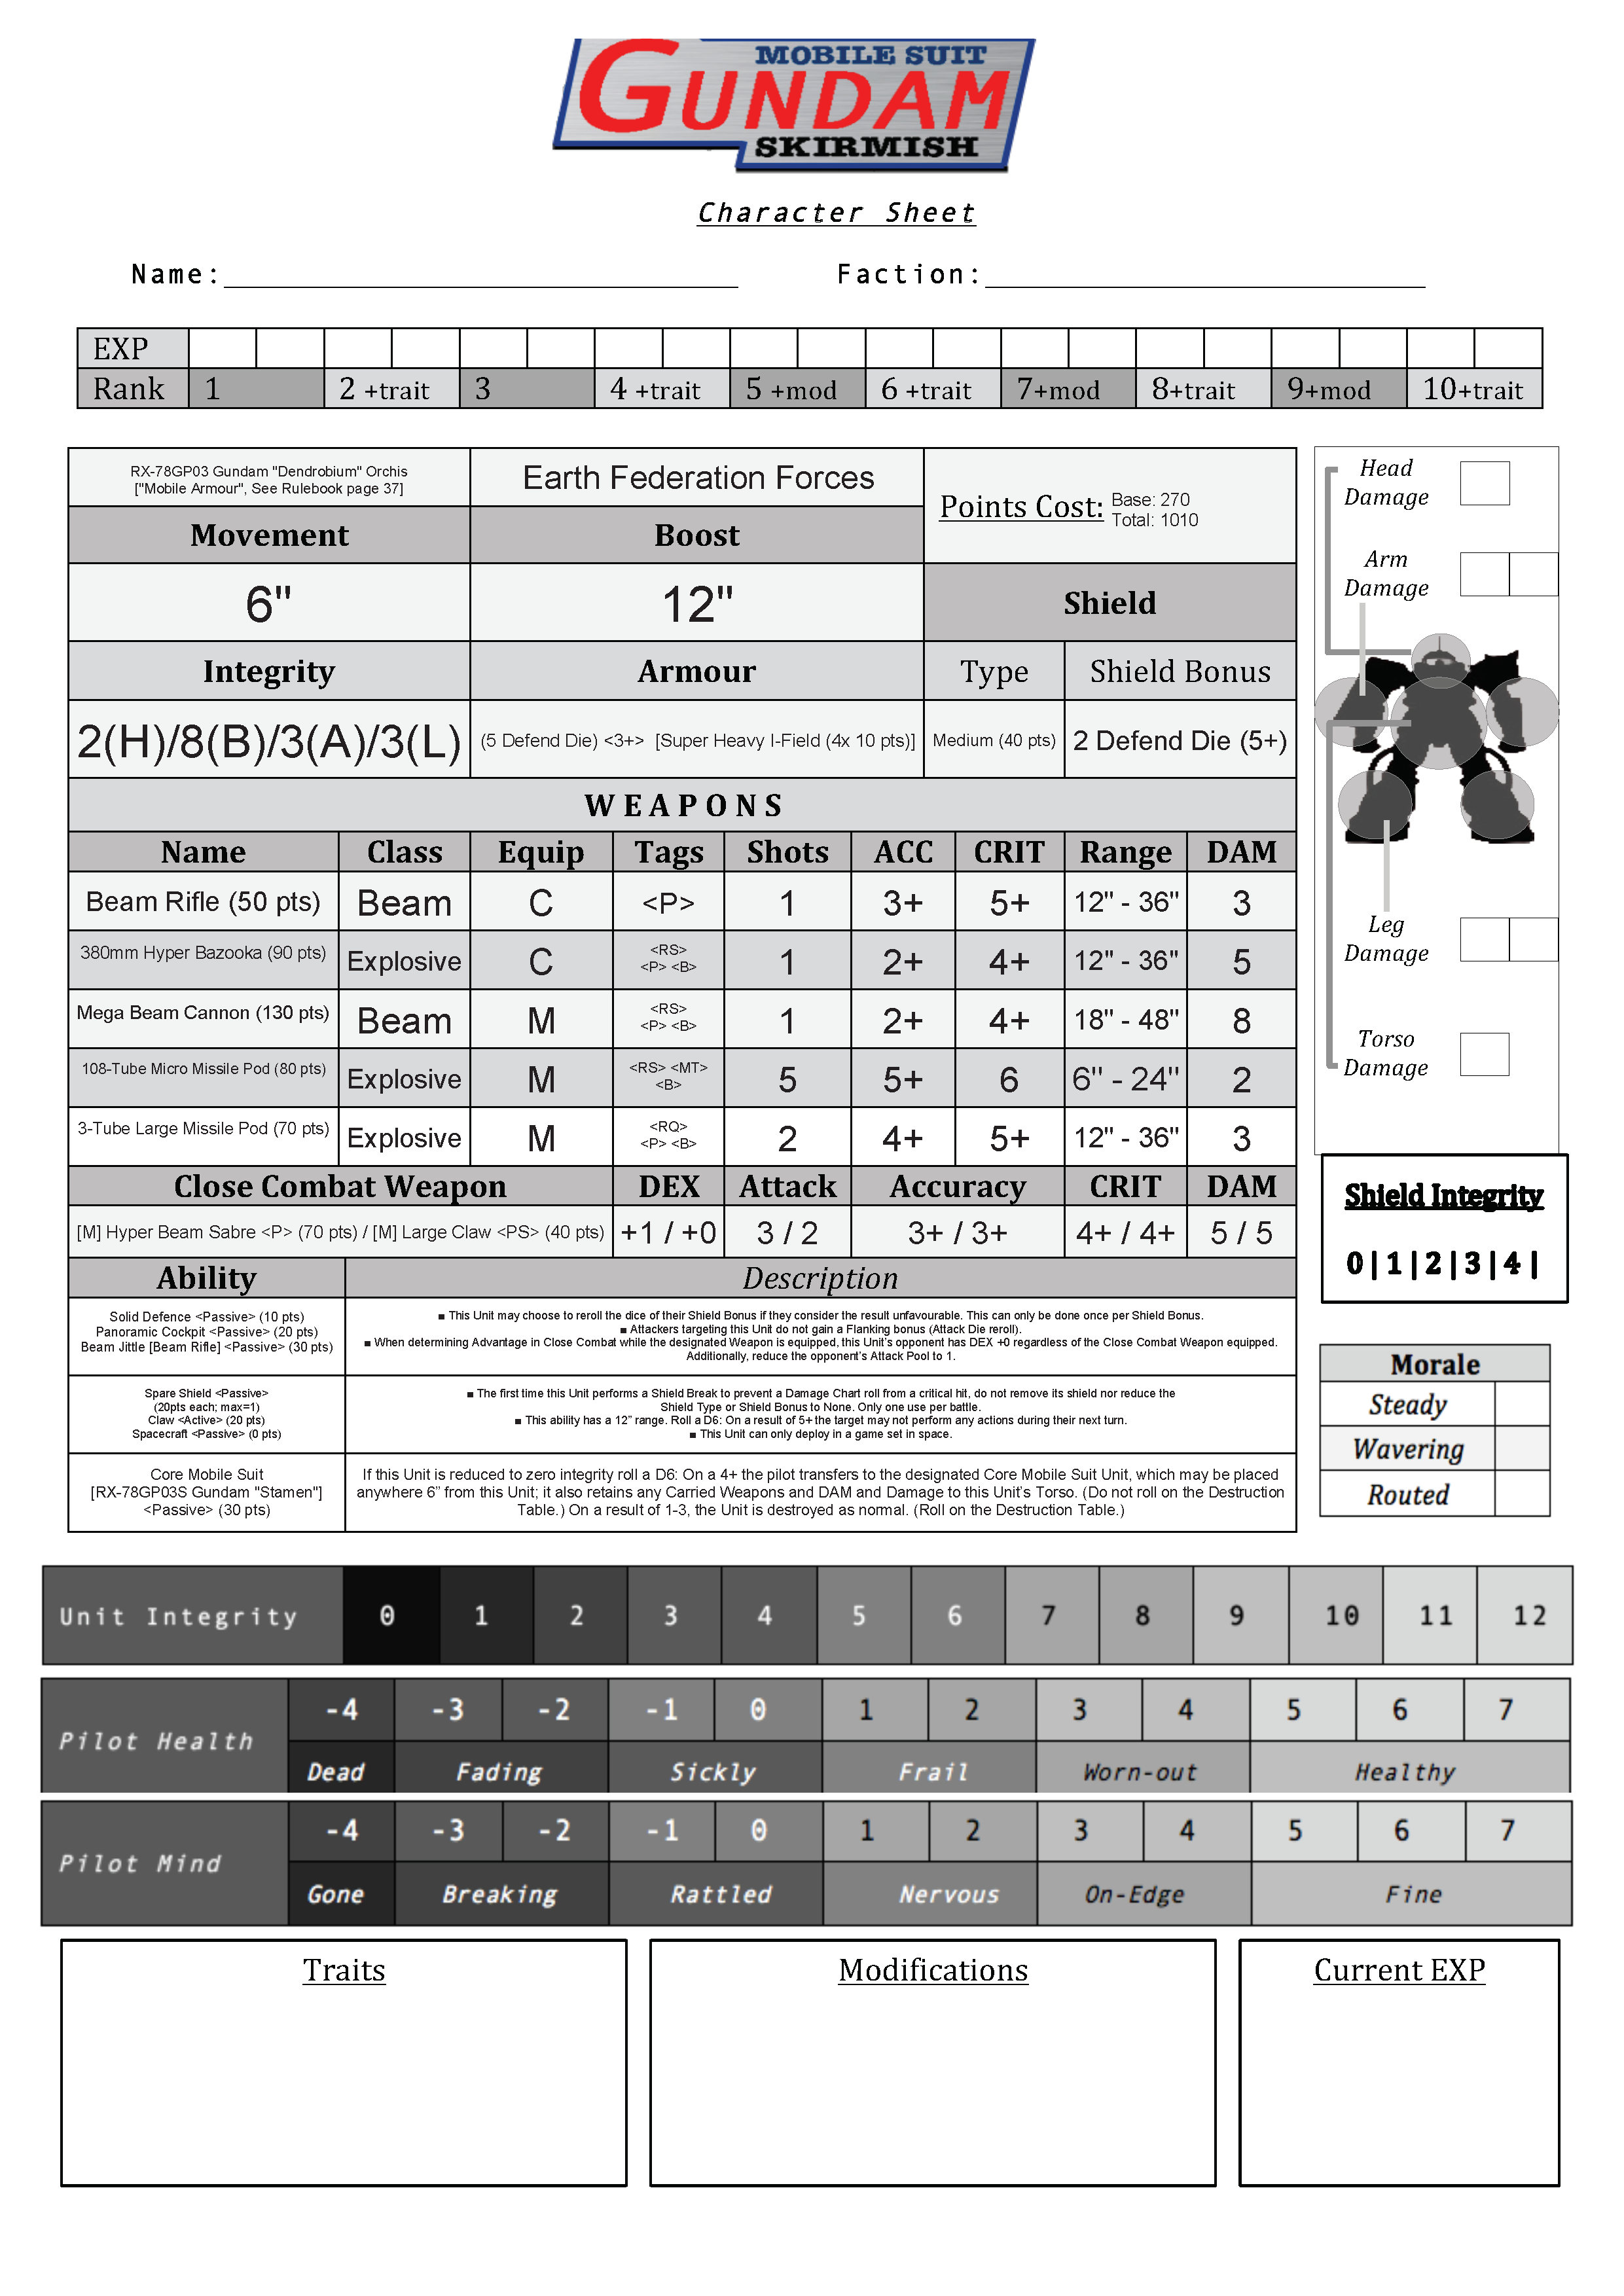 MOBILE SUIT
GUNDAM
SKIRMISH
Character Sheet
Name: Faction:
EXP
Rank 1 2 +trait 3 4 +trait 5 +mod 6 +trait 7+mod 8+trait 9+mod 10+trait
RX-78GP03 Gundam "Dendrobium" Orchis
["Mobile Armour", See Rulebook page 37]
Earth Federation Forces
Points Cost: Base: 270
Total: 1010
Movement Boost
6" 12" Shield
Integrity Armour Type Shield Bonus
2(H)/8(B)/3(A)/3(L) (5 Defend Die) <3+> [Super Heavy I-Field (4x 10 pts)] Medium (40 pts) 2 Defend Die (5+)
WEAPONS
Name Class Equip Tags Shots ACC CRIT Range DAM
Beam Rifle (50 pts) Beam C <P> 1 3+ 5+ 12" - 36" 3
380mm Hyper Bazooka (90 pts) Explosive C <RS> <P> <B> 1 2+ 4+ 12" - 36" 5
Mega Beam Cannon (130 pts) Beam M <RS> <P> <B> 1 2+ 4+ 18" - 48" 8
108-Tube Micro Missile Pod (80 pts) Explosive M <RS> <MT> <B> 5 5+ 6 6" - 24" 2
3-Tube Large Missile Pod (70 pts) Explosive M <RQ> <P> <B> 2 4+ 5+ 12" - 36" 3
Close Combat Weapon DEX Attack Accuracy CRIT DAM
[M] Hyper Beam Sabre <P> (70 pts) / [M] Large Claw <PS> (40 pts) +1 / +0 3 / 2 3+ / 3+ 4+ / 4+ 5 / 5
Ability Description
Solid Defence <Passive> (10 pts)
Panoramic Cockpit <Passive> (20 pts)
Beam Jittle [Beam Rifle] <Passive> (30 pts)
■ This Unit may choose to reroll the dice of their Shield Bonus if they consider the result unfavourable. This can only be done once per Shield Bonus.
■ Attackers targeting this Unit do not gain a Flanking bonus (Attack Die reroll).
■ When determining Advantage in Close Combat while the designated Weapon is equipped, this Unit's opponent has DEX +0 regardless of the Close Combat Weapon equipped.
Additionally, reduce the opponent's Attack Pool to 1.
Spare Shield <Passive>
(20pts each; max=1)
Claw <Active> (20 pts)
Spacecraft <Passive> (0 pts)
■ The first time this Unit performs a Shield Break to prevent a Damage Chart roll from a critical hit, do not remove its shield nor reduce the
Shield Type or Shield Bonus to None. Only one use per battle.
■ This ability has a 12" range. Roll a D6: On a result of 5+ the target may not perform any actions during their next turn.
■ This Unit can only deploy in a game set in space.
Core Mobile Suit
[RX-78GP03S Gundam "Stamen"]
<Passive> (30 pts)
If this Unit is reduced to zero integrity roll a D6: On a 4+ the pilot transfers to the designated Core Mobile Suit Unit, which may be placed
anywhere 6" from this Unit; it also retains any Carried Weapons and DAM and Damage to this Unit's Torso. (Do not roll on the Destruction
Table.) On a result of 1-3, the Unit is destroyed as normal. (Roll on the Destruction Table.)
Head
Damage
Arm
Damage
Leg
Damage
Torso
Damage
Shield Integrity
0 | 1 | 2 | 3 | 4 |
Morale
Steady
Wavering
Routed
Unit Integrity 0 1 2 3 4 5 6 7 8 9 10 11 12
Pilot Health -4 -3 -2 -1 0 1 2 3 4 5 6 7
Dead Fading Sickly Frail Worn-out Healthy
Pilot Mind -4 -3 -2 -1 0 1 2 3 4 5 6 7
Gone Breaking Rattled Nervous On-Edge Fine
Traits Modifications Current EXP